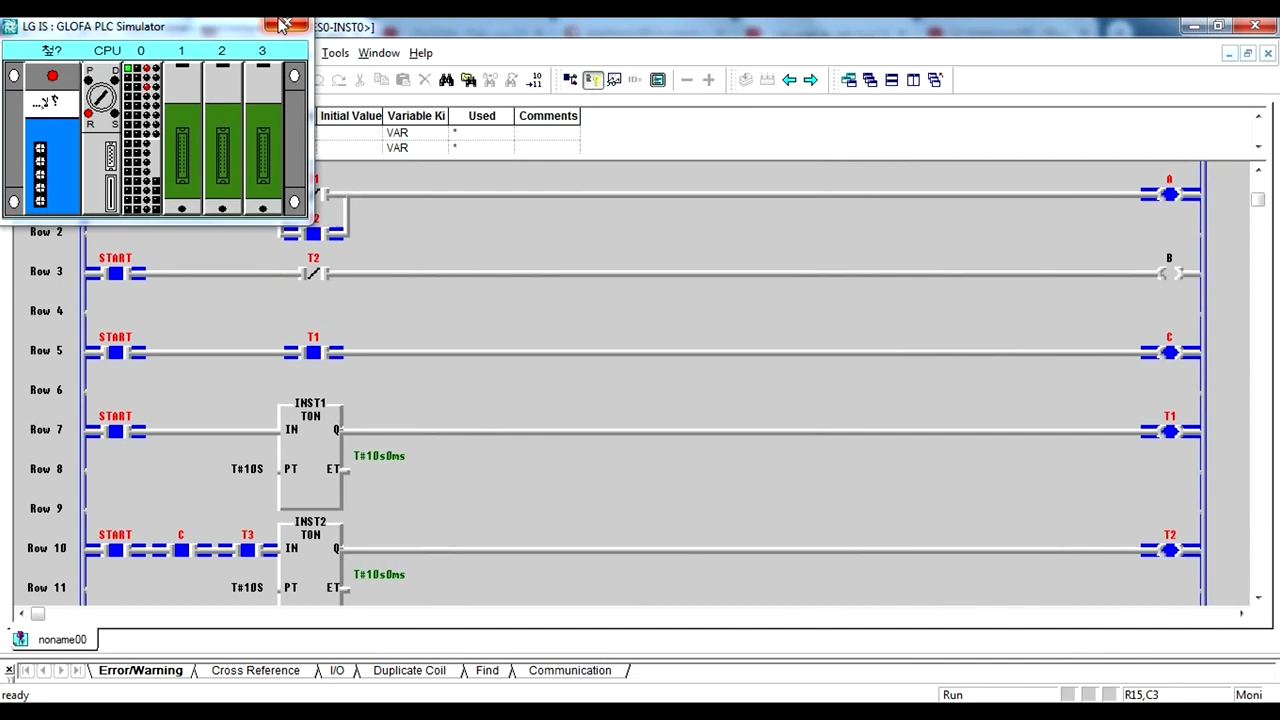 LG IS : GLOFA PLC Simulator
ES0-INST0>]
Tools Window Help
CPU 0 1 2 3
P D
R S
Initial Value Variable Ki Used Comments
VAR *
VAR *
1 A
2
Row 2
START T2 B
Row 3
Row 4
START T1 C
Row 5
Row 6
INST1
START TON T1
Row 7 IN Q
T#10s0ms
Row 8 T#10S PT ET
Row 9
INST2
START C T3 TON T2
Row 10 IN Q
T#10s0ms
Row 11 T#10S PT ET
noname00
Error/Warning Cross Reference I/O Duplicate Coil Find Communication
ready Run R15,C3 Moni